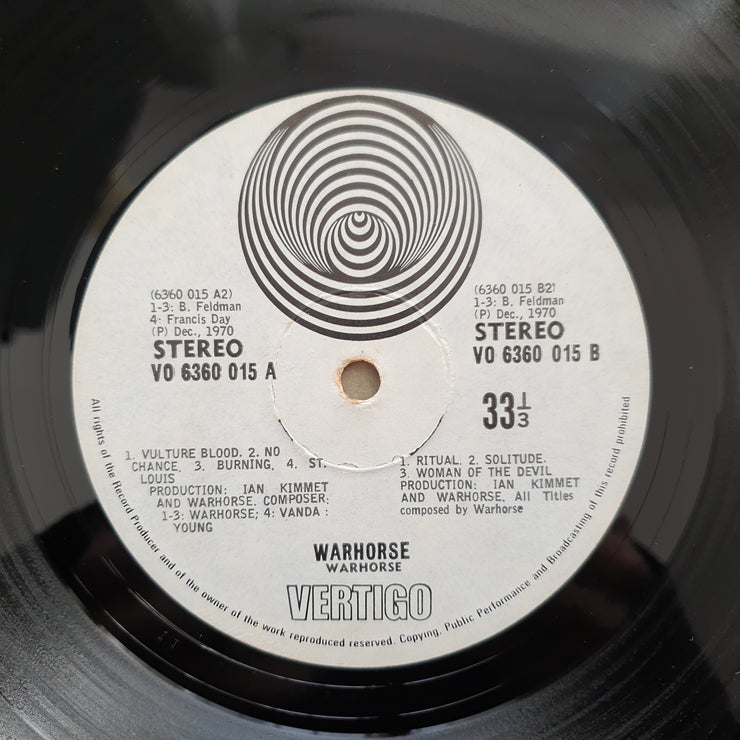 (6360 015 A2)
1-3: B. Feldman
4: Francis Day
(P) Dec., 1970
STEREO
VO 6360 015 A
(6360 015 B2)
1-3: B. Feldman
(P) Dec., 1970
STEREO
VO 6360 015 B
33⅓
1. VULTURE BLOOD. 2. NO
CHANCE. 3. BURNING. 4. ST.
LOUIS
PRODUCTION: IAN KIMMET
AND WARHORSE. COMPOSER:
1-3: WARHORSE; 4: VANDA :
YOUNG
1. RITUAL. 2. SOLITUDE.
3. WOMAN OF THE DEVIL
PRODUCTION: IAN KIMMET
AND WARHORSE. All Titles
composed by Warhorse
WARHORSE
WARHORSE
VERTIGO
All rights of the Record Producer and of the owner of the work reproduced reserved. Copying, Public Performance and Broadcasting of this record prohibited.